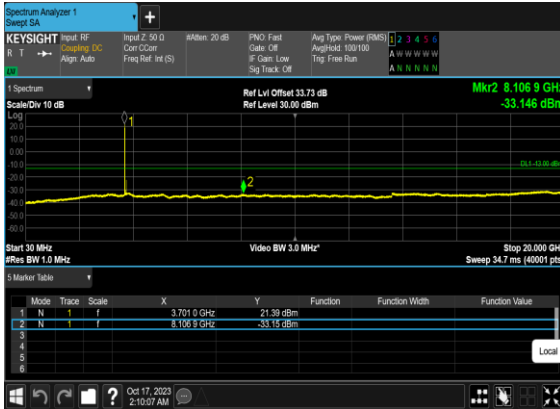 Spectrum Analyzer 1
Swept SA
+
KEYSIGHT Input: RF Input Z: 50 Ω #Atten: 20 dB PNO: Fast Avg Type: Power (RMS) 1 2 3 4 5 6
R T Coupling: DC Corr CCorr Gate: Off Avg|Hold: 100/100 A W W W W W
Align: Auto Freq Ref: Int (S) IF Gain: Low Trig: Free Run
Sig Track: Off A N N N N N
1 Spectrum
Ref Lvl Offset 33.73 dB Mkr2 8.106 9 GHz
Scale/Div 10 dB Ref Level 30.00 dBm -33.146 dBm
Log
20.0
10.0
0.00
-10.0
-20.0
-30.0
-40.0
-50.0
-60.0
1
2
DL1 -13.00 dBm
Start 30 MHz Video BW 3.0 MHz* Stop 20.000 GH
#Res BW 1.0 MHz Sweep 34.7 ms (40001 pts
5 Marker Table
Mode Trace Scale X Y Function Function Width Function Value
1 N 1 f 3.701 0 GHz 21.39 dBm
2 N 1 f 8.106 9 GHz -33.15 dBm
3
4
5
6
Local
? Oct 17, 2023
2:10:07 AM